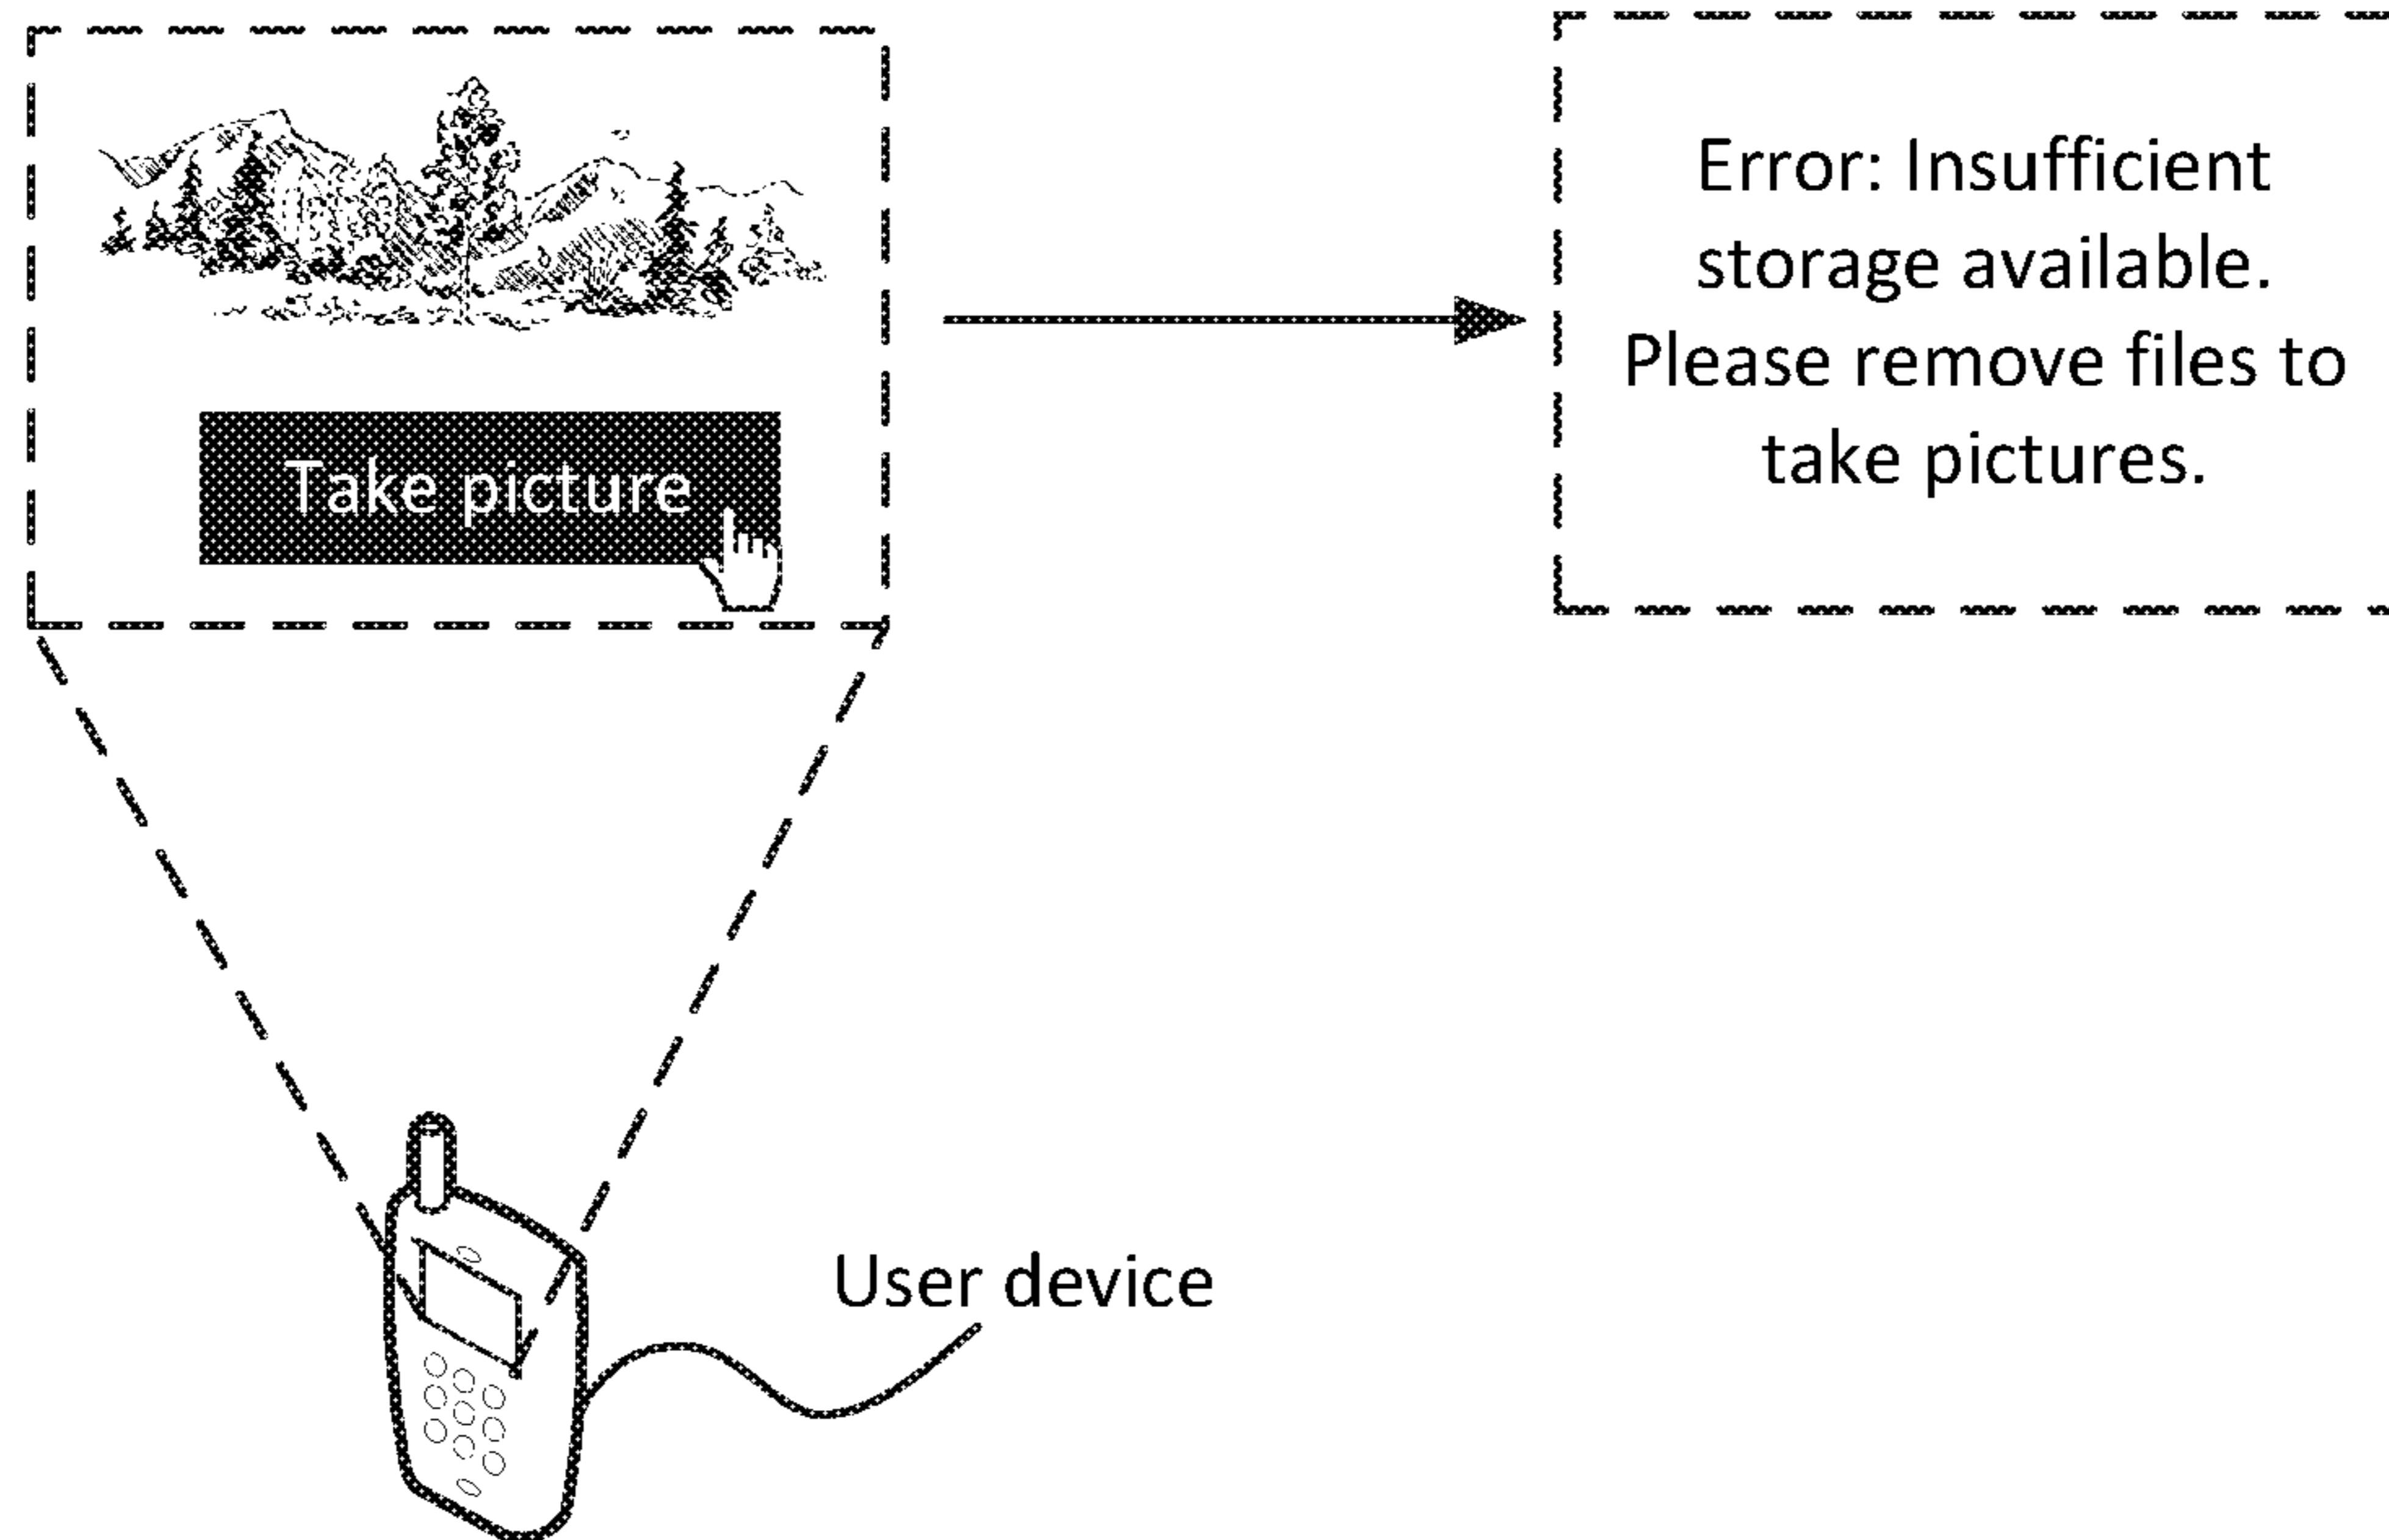 Take picture
Error: Insufficient
storage available.
Please remove files to
take pictures.
User device